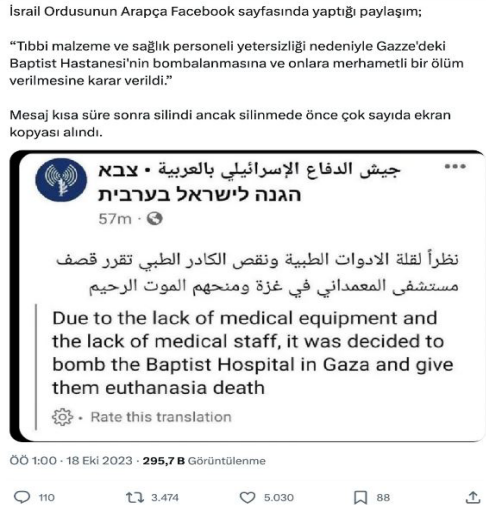 İsrail Ordusunun Arapça Facebook sayfasında yaptığı paylaşım;
“Tıbbi malzeme ve sağlık personeli yetersizliği nedeniyle Gazze'deki
Baptist Hastanesi'nin bombalanmasına ve onlara merhametli bir ölüm
verilmesine karar verildi.”
Mesaj kısa süre sonra silindi ancak silinmede önce çok sayıda ekran
kopyası alındı.
جيش الدفاع الإسرائيلي بالعربية • צבא
הגנה לישראל בערבית
57m ·
نظراً لقلة الادوات الطبية ونقص الكادر الطبي تقرر قصف
مستشفى المعمداني في غزة ومنحهم الموت الرحيم
Due to the lack of medical equipment and
the lack of medical staff, it was decided to
bomb the Baptist Hospital in Gaza and give
them euthanasia death
· Rate this translation
ÖÖ 1:00 · 18 Eki 2023 · 295,7 B Görüntülenme
110 3.474 5.030 88